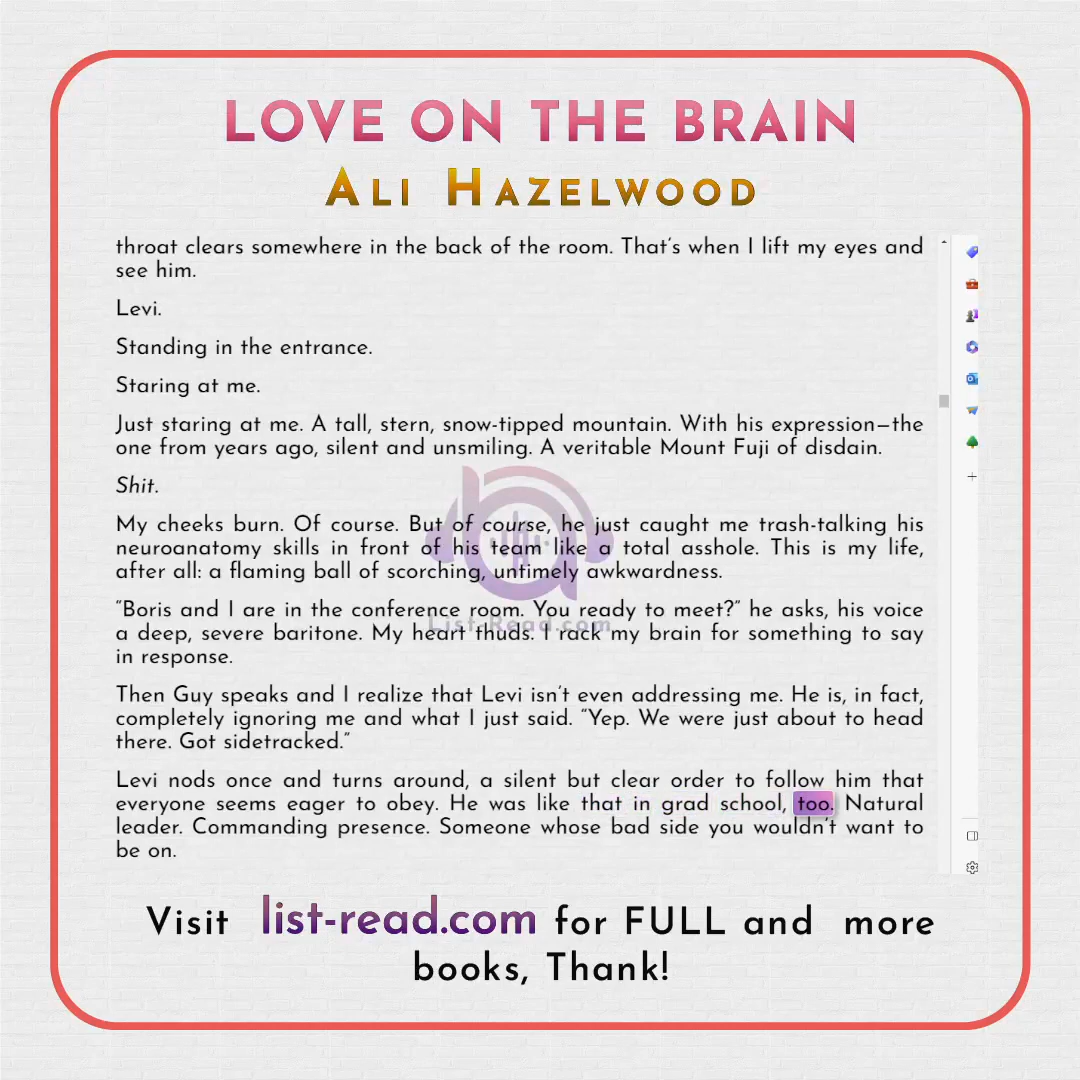 LOVE ON THE BRAIN
ALI HAZELWOOD
throat clears somewhere in the back of the room. That's when I lift my eyes and
see him.
Levi.
Standing in the entrance.
Staring at me.
Just staring at me. A tall, stern, snow-tipped mountain. With his expression—the
one from years ago, silent and unsmiling. A veritable Mount Fuji of disdain.
Shit.
My cheeks burn. Of course. But of course, he just caught me trash-talking his
neuroanatomy skills in front of his team like a total asshole. This is my life,
after all: a flaming ball of scorching, untimely awkwardness.
"Boris and I are in the conference room. You ready to meet?" he asks, his voice
List-Read.com
a deep, severe baritone. My heart thuds. I rack my brain for something to say
in response.
Then Guy speaks and I realize that Levi isn't even addressing me. He is, in fact,
completely ignoring me and what I just said. "Yep. We were just about to head
there. Got sidetracked."
Levi nods once and turns around, a silent but clear order to follow him that
everyone seems eager to obey. He was like that in grad school, too. Natural
leader. Commanding presence. Someone whose bad side you wouldn't want to
be on.
Visit list-read.com for FULL and more
books, Thank!